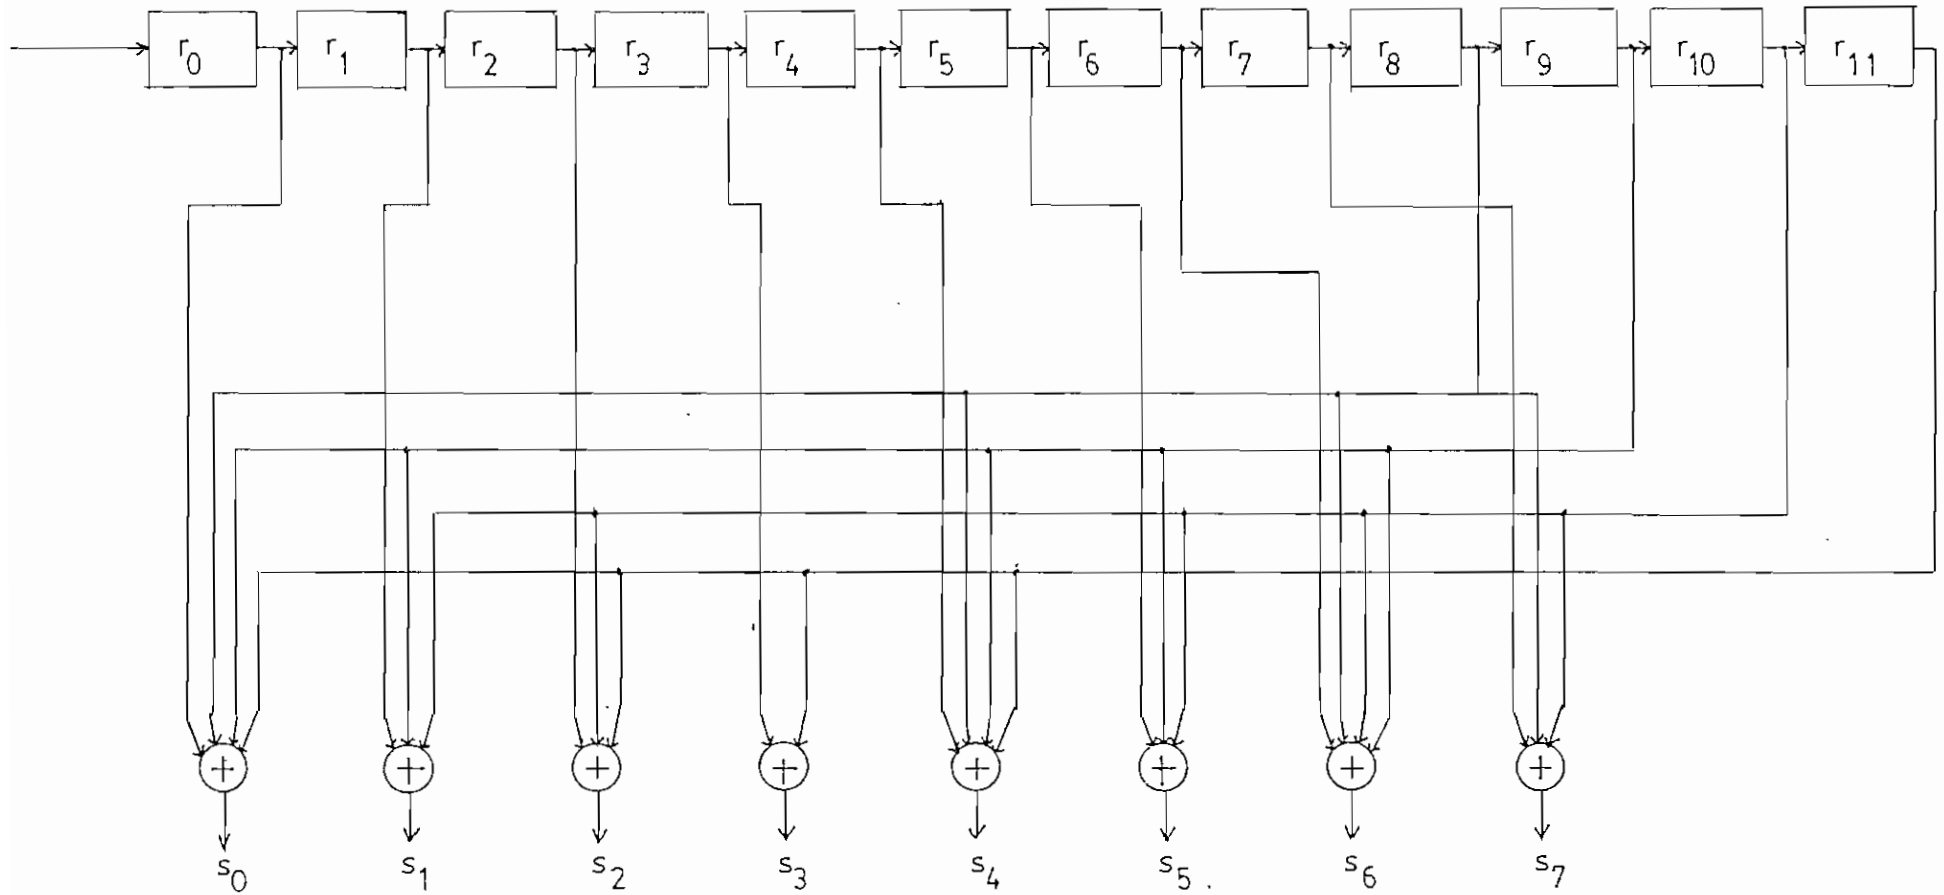 r0 r1 r2 r3 r4 r5 r6 r7 r8 r9 r10 r11
+ + + + + + + +
s0 s1 s2 s3 s4 s5 s6 s7